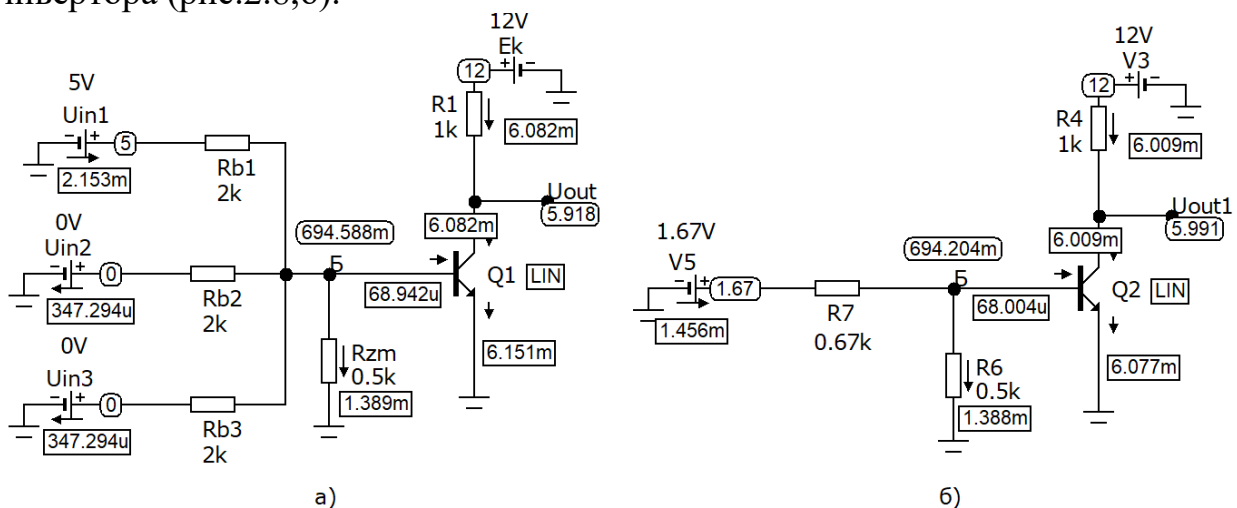 нвертора (рис.2.8,б).
12V
Ek
12
5V
Uin1
5
2.153m
Rb1
2k
R1
1k
6.082m
Uout
5.918
0V
Uin2
0
347.294u
Rb2
2k
694.588m
Б
6.082m
68.942u
Q1 LIN
0V
Uin3
0
347.294u
Rb3
2k
Rzm
0.5k
1.389m
6.151m
а)
12V
V3
12
R4
1k
6.009m
Uout1
5.991
1.67V
V5
1.67
1.456m
R7
0.67k
694.204m
Б
6.009m
68.004u
Q2 LIN
R6
0.5k
1.388m
6.077m
б)